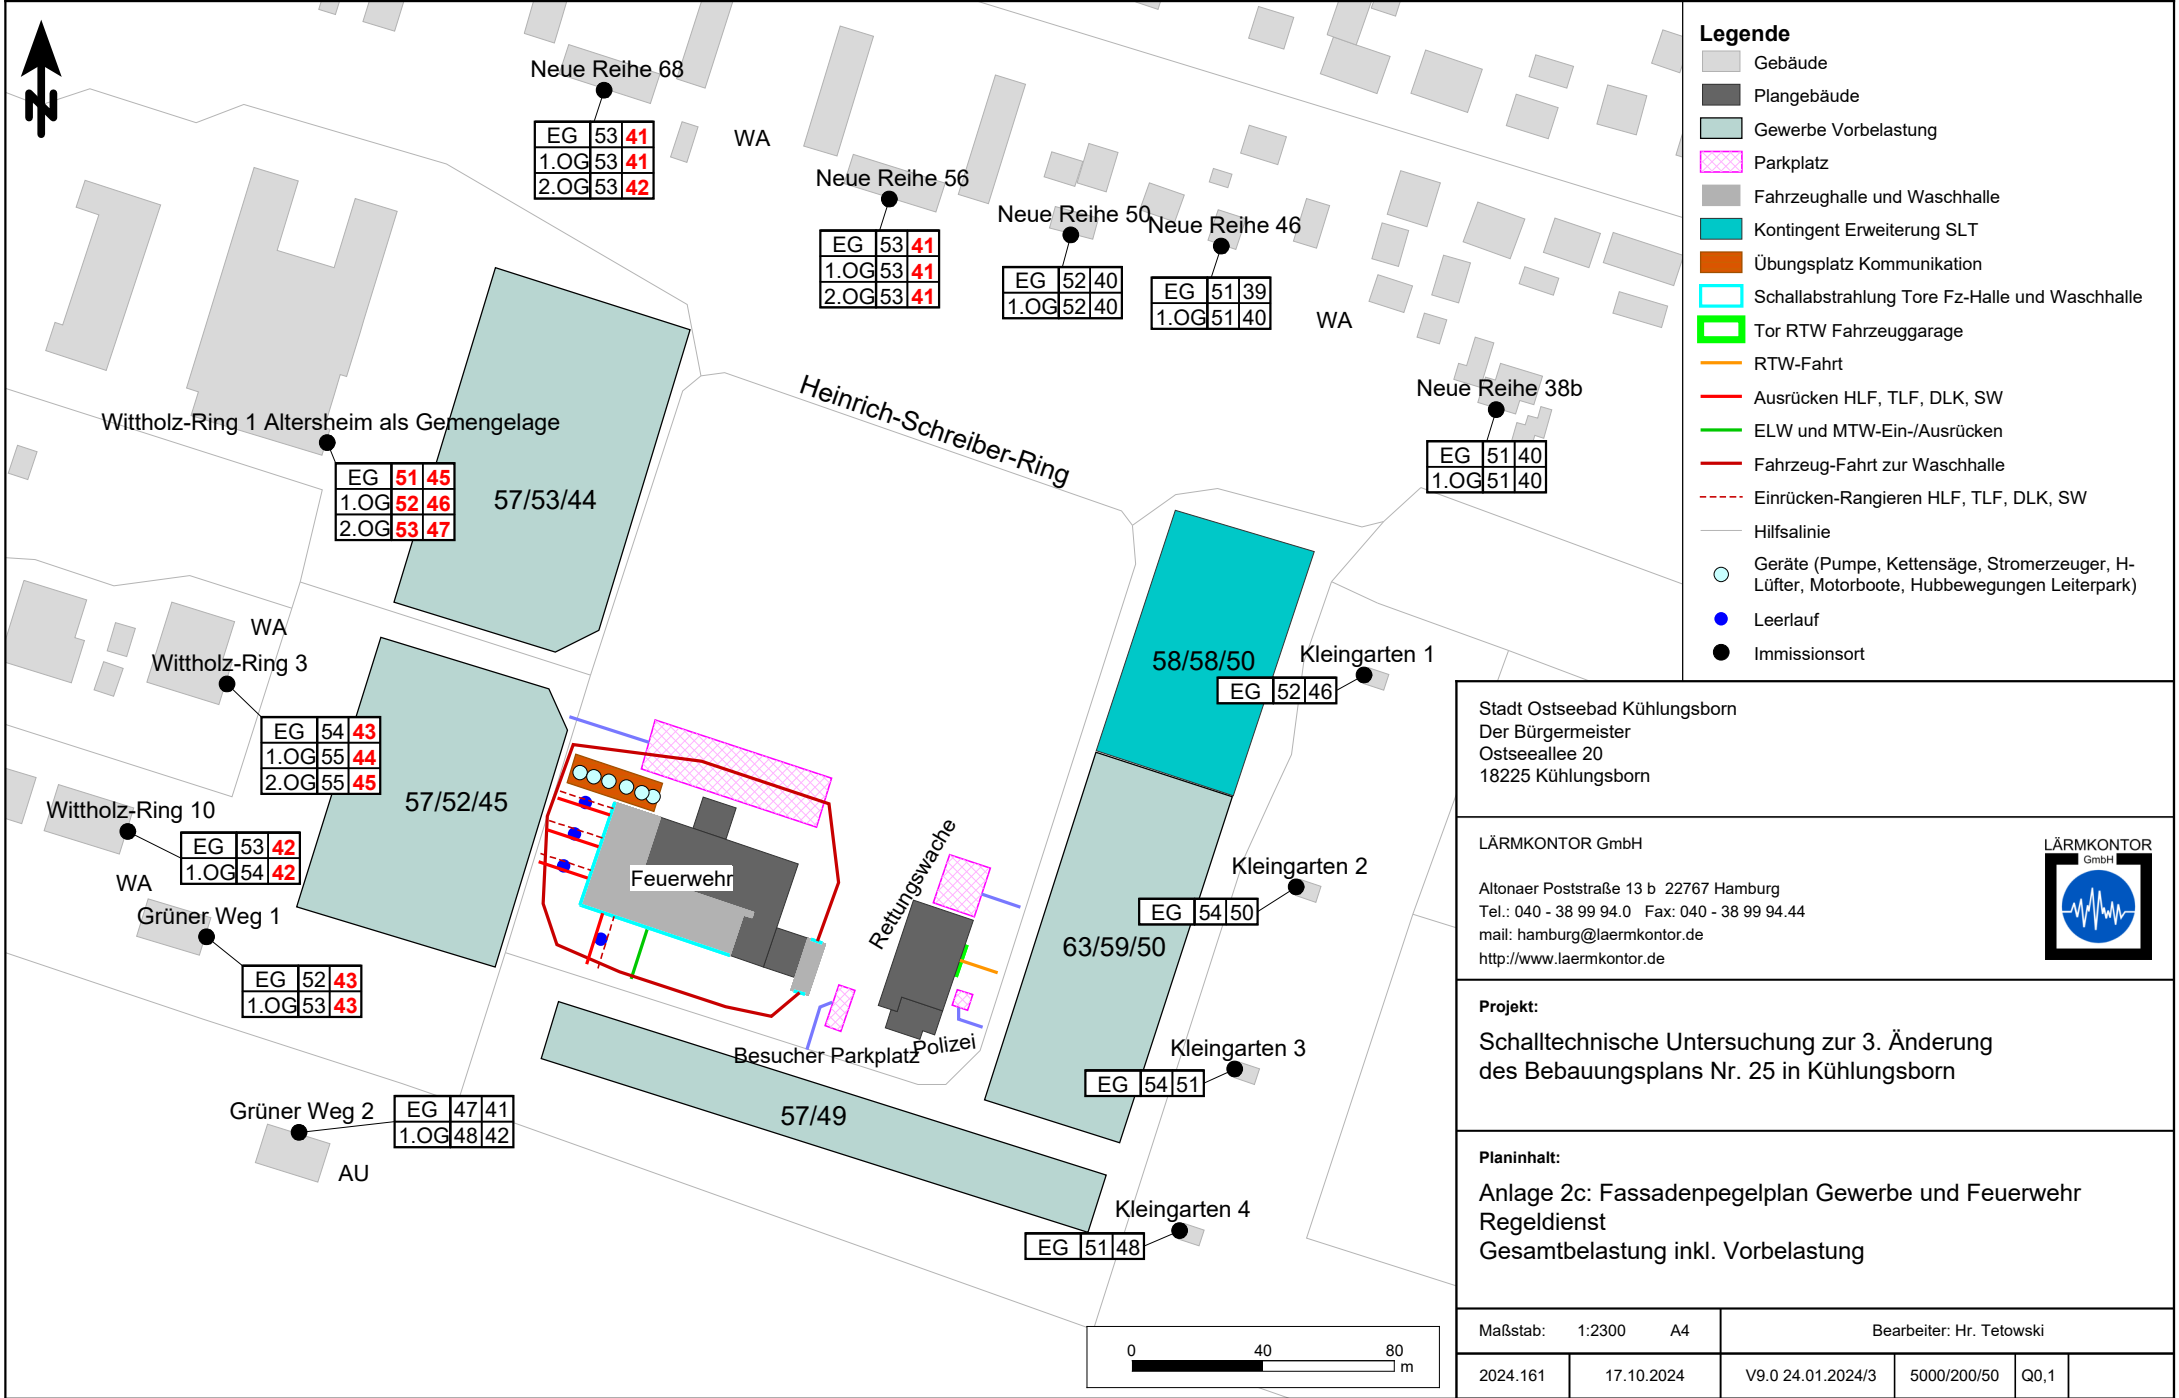 Neue Reihe 68
EG 53 41
1.OG 53 41
2.OG 53 42
WA
Neue Reihe 56
EG 53 41
1.OG 53 41
2.OG 53 41
Neue Reihe 50
EG 52 40
1.OG 52 40
Neue Reihe 46
EG 51 39
1.OG 51 40
WA
Neue Reihe 38b
EG 51 40
1.OG 51 40
Heinrich-Schreiber-Ring
Wittholz-Ring 1 Altersheim als Gemengelage
EG 51 45
1.OG 52 46
2.OG 53 47
57/53/44
WA
Wittholz-Ring 3
EG 54 43
1.OG 55 44
2.OG 55 45
57/52/45
Wittholz-Ring 10
EG 53 42
1.OG 54 42
WA
Grüner Weg 1
EG 52 43
1.OG 53 43
Grüner Weg 2
EG 47 41
1.OG 48 42
AU
Feuerwehr
Rettungswache
Polizei
Besucher Parkplatz
57/49
58/58/50
Kleingarten 1
EG 52 46
63/59/50
Kleingarten 2
EG 54 50
Kleingarten 3
EG 54 51
Kleingarten 4
EG 51 48
0 40 80
m
N
Legende
Gebäude
Plangebäude
Gewerbe Vorbelastung
Parkplatz
Fahrzeughalle und Waschhalle
Kontingent Erweiterung SLT
Übungsplatz Kommunikation
Schallabstrahlung Tore Fz-Halle und Waschhalle
Tor RTW Fahrzeuggarage
RTW-Fahrt
Ausrücken HLF, TLF, DLK, SW
ELW und MTW-Ein-/Ausrücken
Fahrzeug-Fahrt zur Waschhalle
Einrücken-Rangieren HLF, TLF, DLK, SW
Hilfsalinie
Geräte (Pumpe, Kettensäge, Stromerzeuger, H-
Lüfter, Motorboote, Hubbewegungen Leiterpark)
Leerlauf
Immissionsort
Stadt Ostseebad Kühlungsborn
Der Bürgermeister
Ostseeallee 20
18225 Kühlungsborn
LÄRMKONTOR GmbH
Altonaer Poststraße 13 b 22767 Hamburg
Tel.: 040 - 38 99 94.0 Fax: 040 - 38 99 94.44
mail: hamburg@laermkontor.de
http://www.laermkontor.de
LÄRMKONTOR
GmbH
Projekt:
Schalltechnische Untersuchung zur 3. Änderung
des Bebauungsplans Nr. 25 in Kühlungsborn
Planinhalt:
Anlage 2c: Fassadenpegelplan Gewerbe und Feuerwehr
Regeldienst
Gesamtbelastung inkl. Vorbelastung
Maßstab: 1:2300 A4 Bearbeiter: Hr. Tetowski
2024.161 17.10.2024 V9.0 24.01.2024/3 5000/200/50 Q0,1